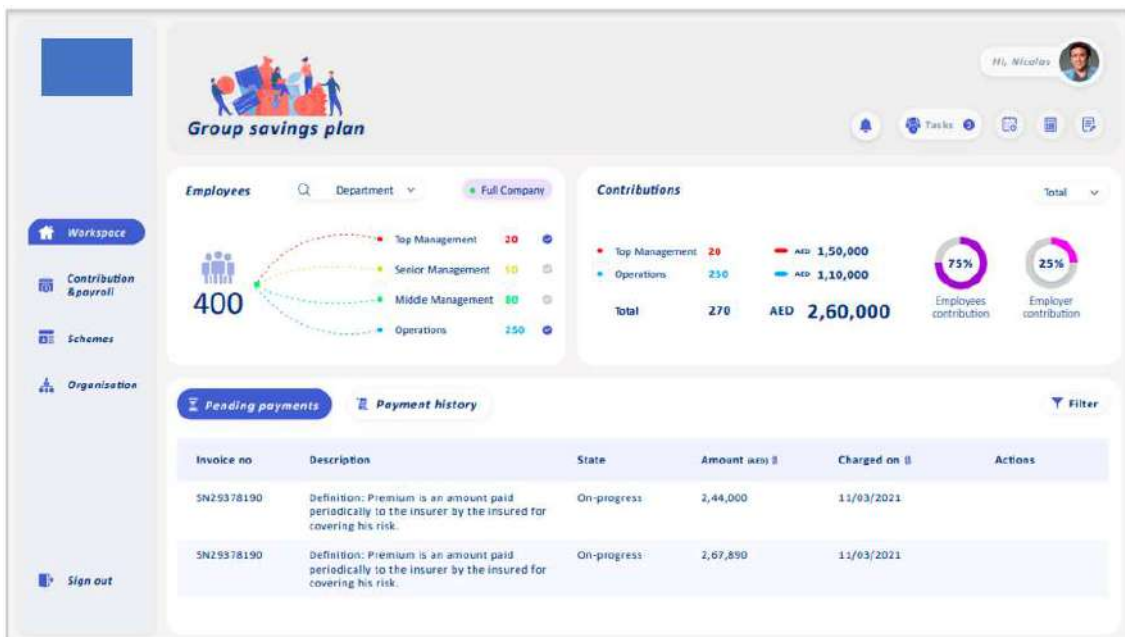 Hi, Nicolas
Group savings plan
Tasks
Employees
Department
Full Company
400
Top Management 20
Senior Management 50
Middle Management 80
Operations 250
Contributions
Total
Top Management 20 AED 1,50,000
Operations 250 AED 1,10,000
Total 270 AED 2,60,000
75%
Employees
contribution
25%
Employer
contribution
Workspace
Contribution
&payroll
Schemes
Organisation
Sign out
Pending payments
Payment history
Filter
Invoice no Description State Amount (AED) Charged on Actions
SN29378190 Definition: Premium is an amount paid On-progress 2,44,000 11/03/2021
periodically to the insurer by the insured for
covering his risk.
SN29378190 Definition: Premium is an amount paid On-progress 2,67,890 11/03/2021
periodically to the insurer by the insured for
covering his risk.